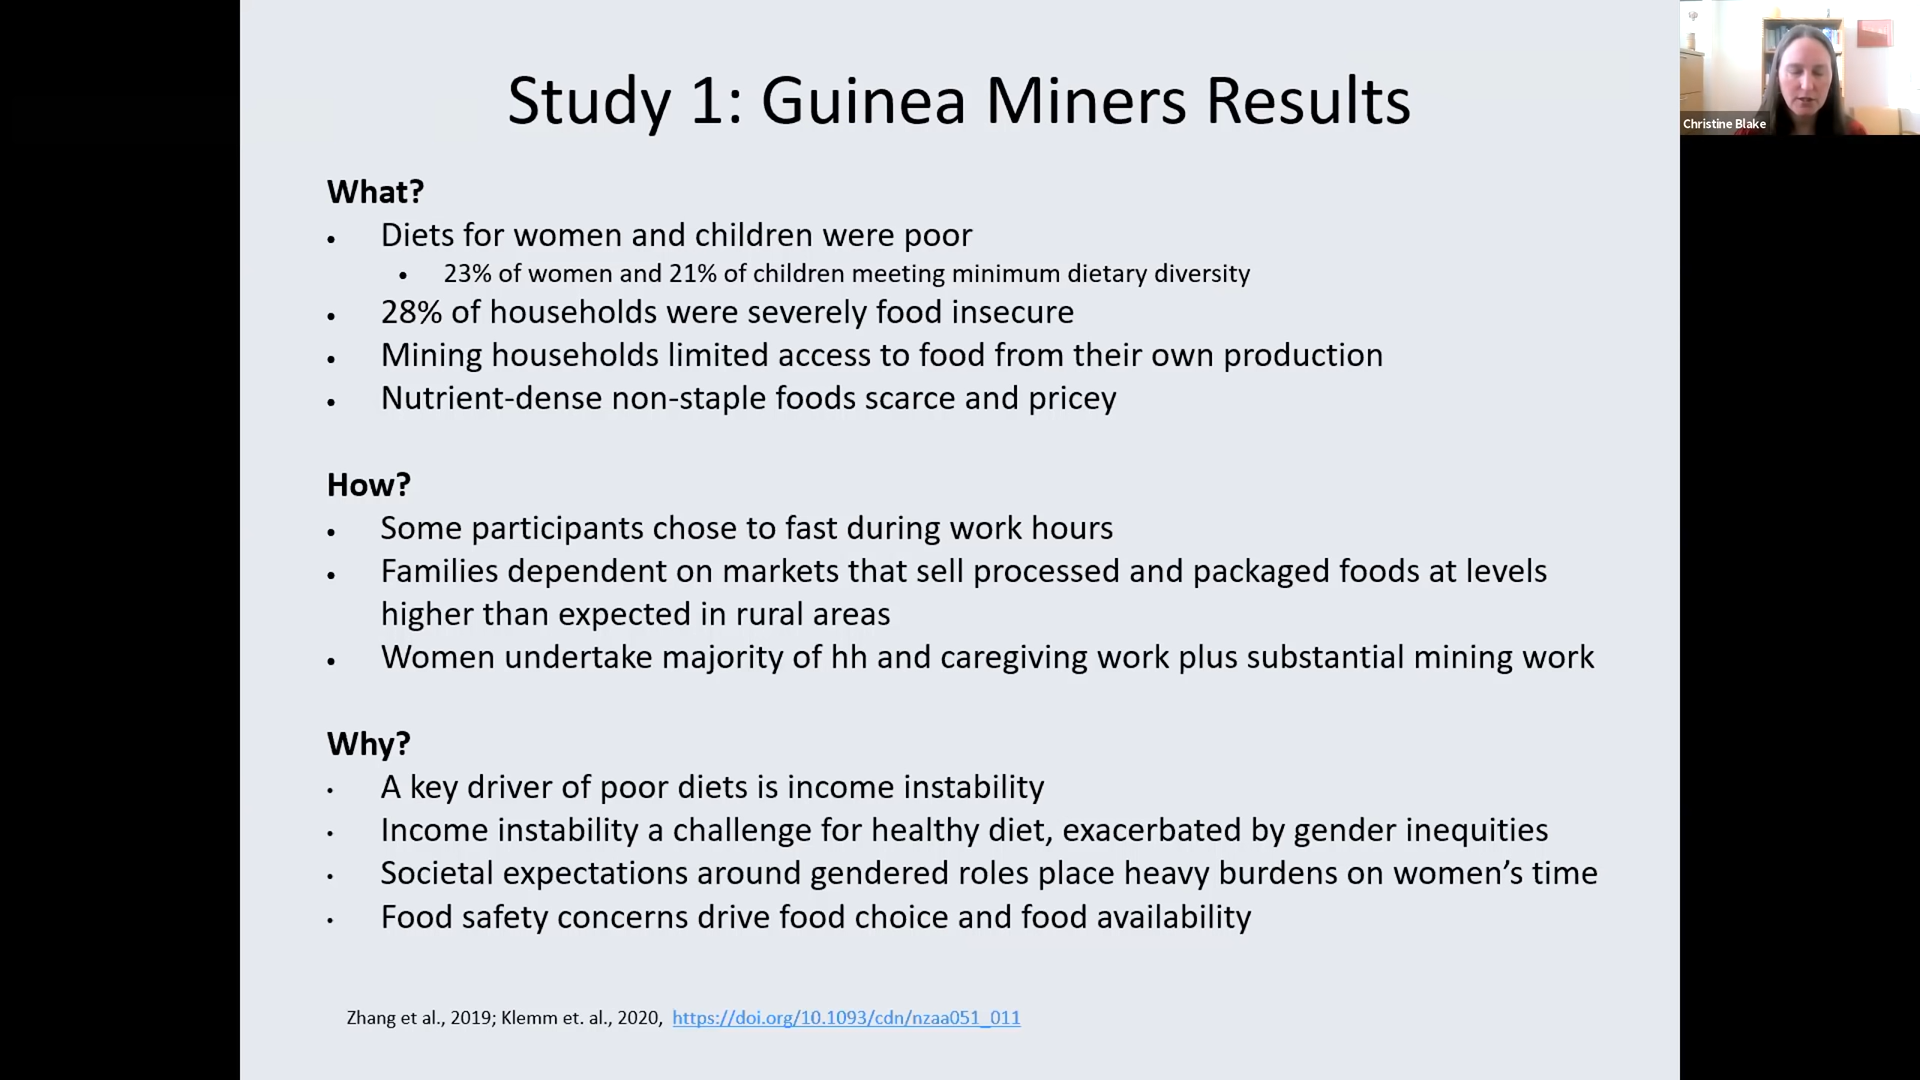 Study 1: Guinea Miners Results
Christine Blake
What?
• Diets for women and children were poor
• 23% of women and 21% of children meeting minimum dietary diversity
• 28% of households were severely food insecure
• Mining households limited access to food from their own production
• Nutrient-dense non-staple foods scarce and pricey
How?
• Some participants chose to fast during work hours
• Families dependent on markets that sell processed and packaged foods at levels
higher than expected in rural areas
• Women undertake majority of hh and caregiving work plus substantial mining work
Why?
• A key driver of poor diets is income instability
• Income instability a challenge for healthy diet, exacerbated by gender inequities
• Societal expectations around gendered roles place heavy burdens on women’s time
• Food safety concerns drive food choice and food availability
Zhang et al., 2019; Klemm et. al., 2020, https://doi.org/10.1093/cdn/nzaa051_011